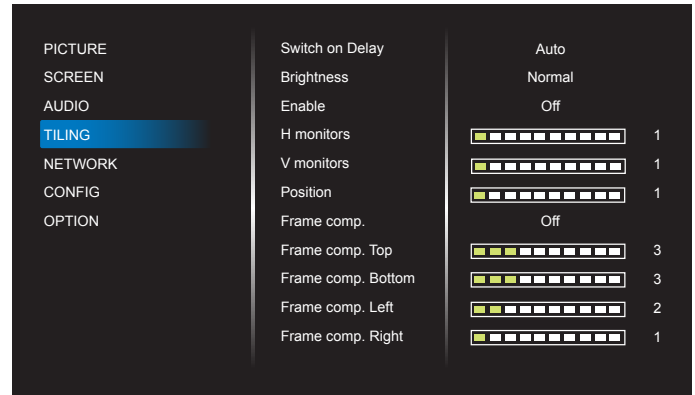 PICTURE
SCREEN
AUDIO
TILING
NETWORK
CONFIG
OPTION
Switch on Delay Auto
Brightness Normal
Enable Off
H monitors 1
V monitors 1
Position 1
Frame comp. Off
Frame comp. Top 3
Frame comp. Bottom 3
Frame comp. Left 2
Frame comp. Right 1